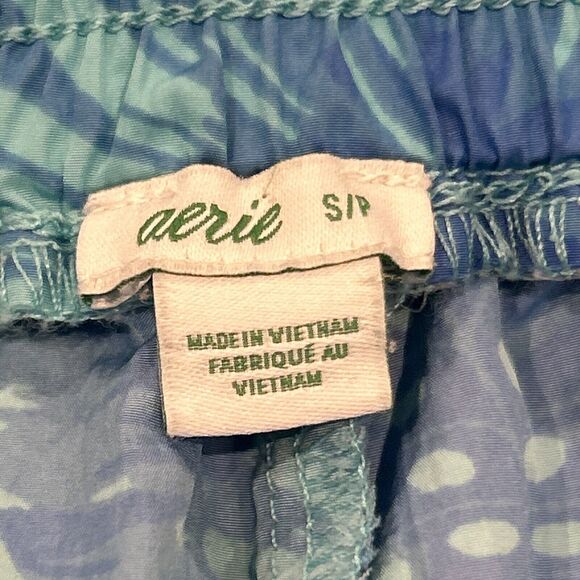 aerie S/P
MADE IN VIETNAM
FABRIQUÉ AU
VIETNAM